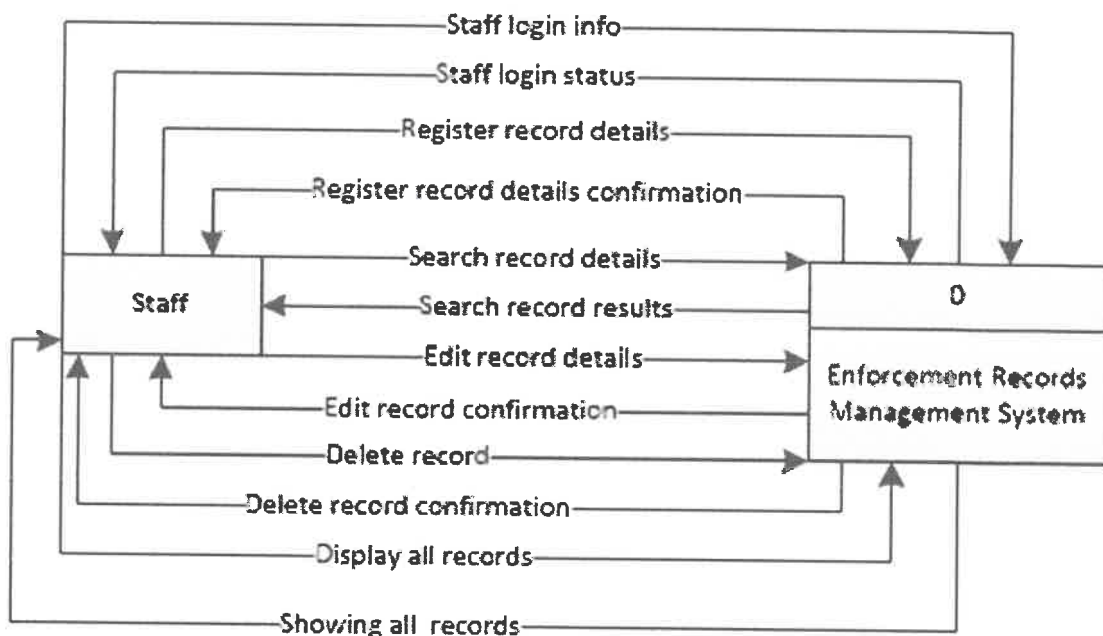 Staff login info
Staff login status
Register record details
Register record details confirmation
Search record details
Staff
0
Search record results
Edit record details
Enforcement Records
Management System
Edit record confirmation
Delete record
Delete record confirmation
Display all records
Showing all records